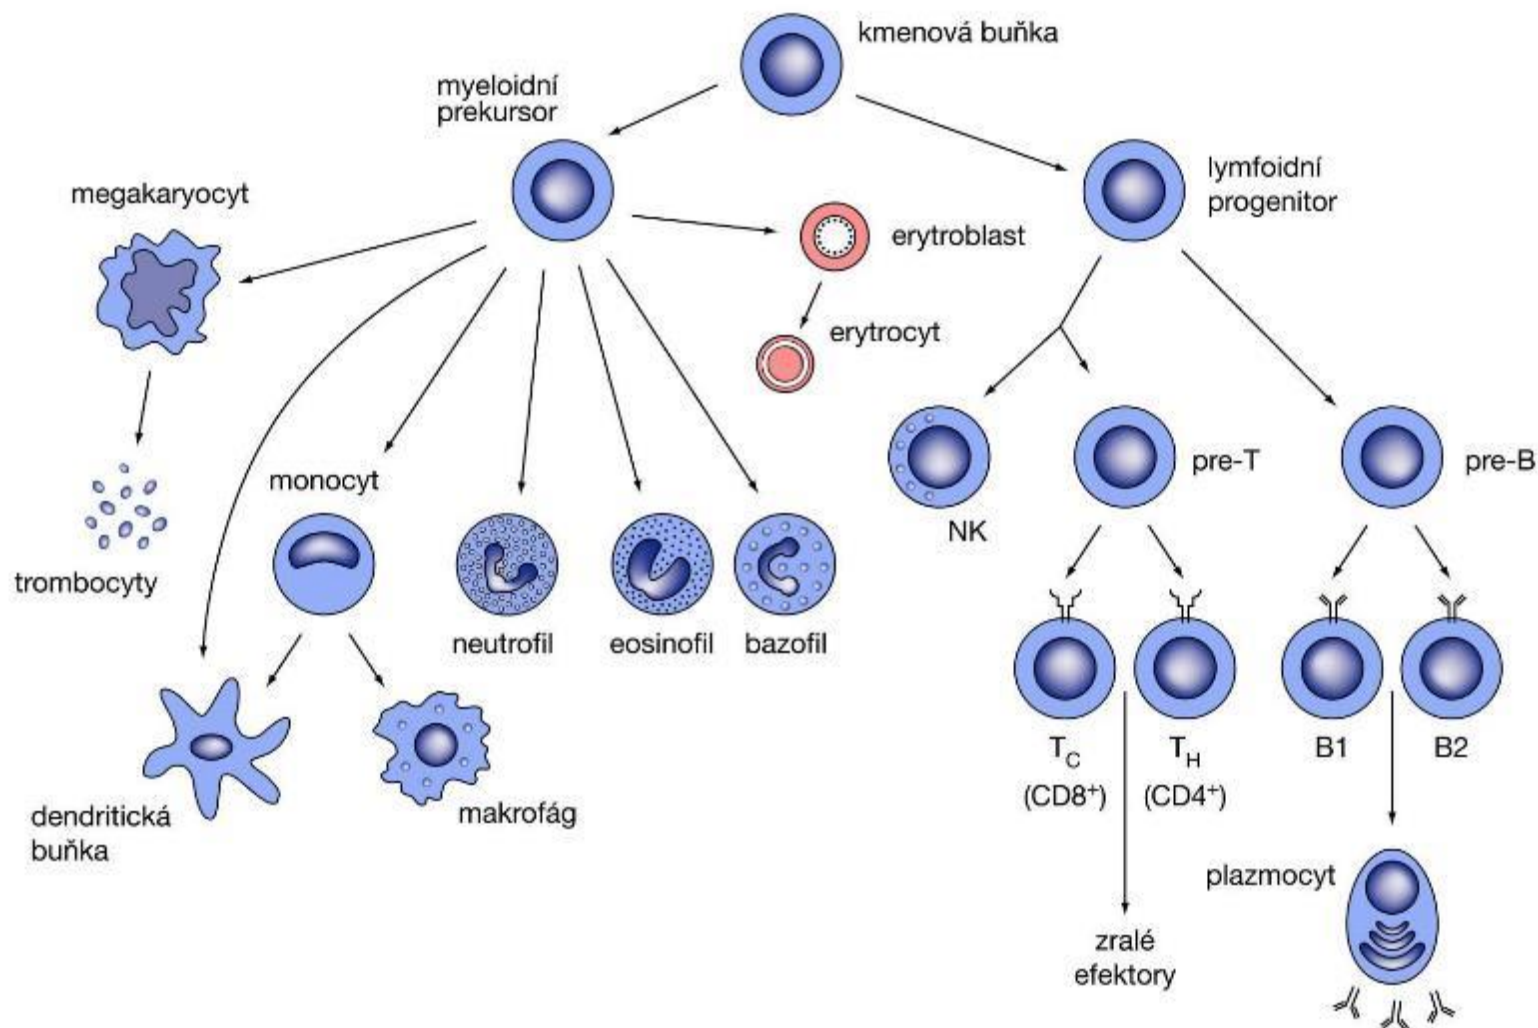 kmenová buňka
myeloidní
prekursor
lymfoidní
progenitor
megakaryocyt
erytroblast
erytrocyt
monocyt
pre-T
pre-B
NK
trombocyty
neutrofil
eosinofil
bazofil
T_C
T_H
B1
B2
(CD8⁺)
(CD4⁺)
dendritická
buňka
makrofág
plazmocyt
zralé
efektory